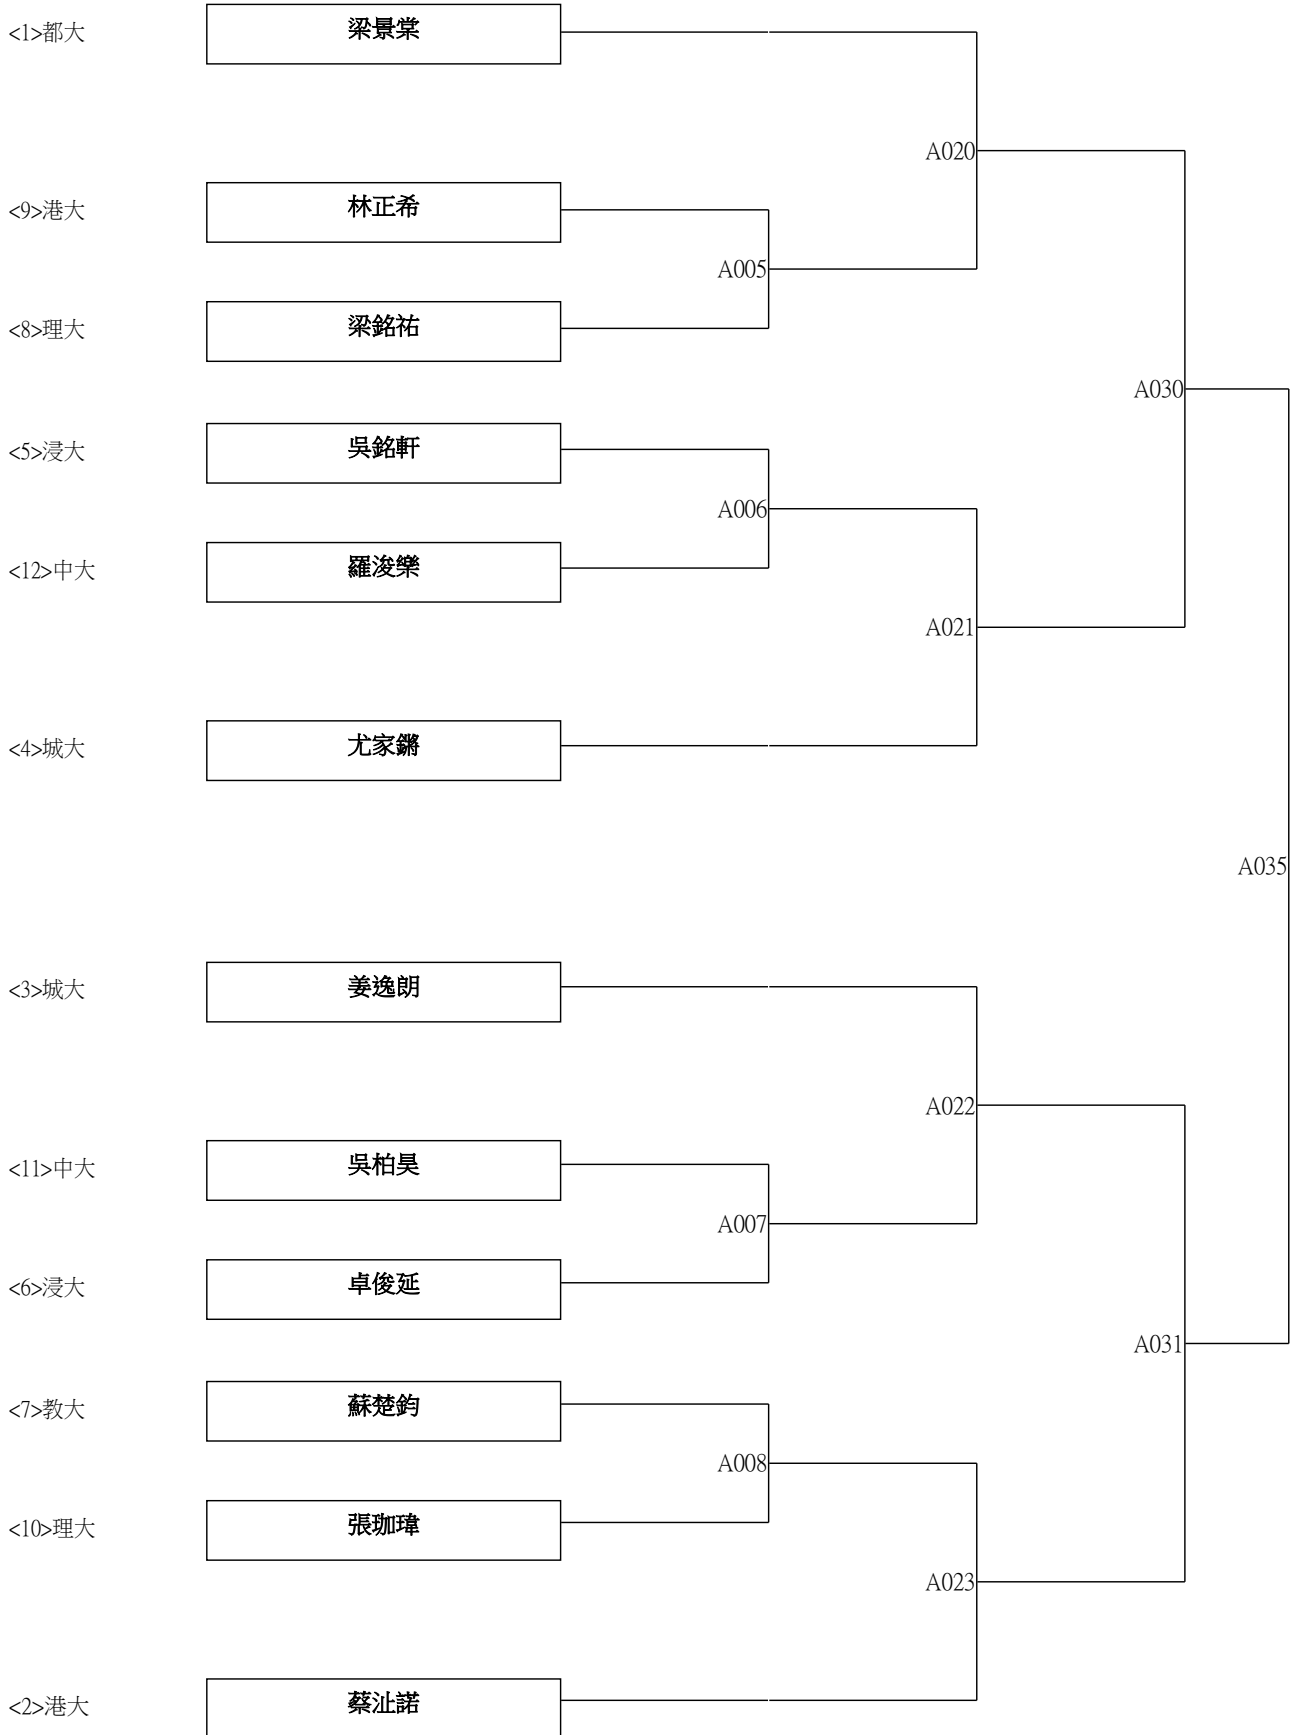 <1>都大 梁景棠
A020
<9>港大 林正希
A005
<8>理大 梁銘祐
A030
<5>浸大 吳銘軒
A006
<12>中大 羅浚樂
A021
<4>城大 尤家鏘
A035
<3>城大 姜逸朗
A022
<11>中大 吳柏昊
A007
<6>浸大 卓俊延
A031
<7>教大 蘇楚鈞
A008
<10>理大 張珈瑋
A023
<2>港大 蔡沚諾